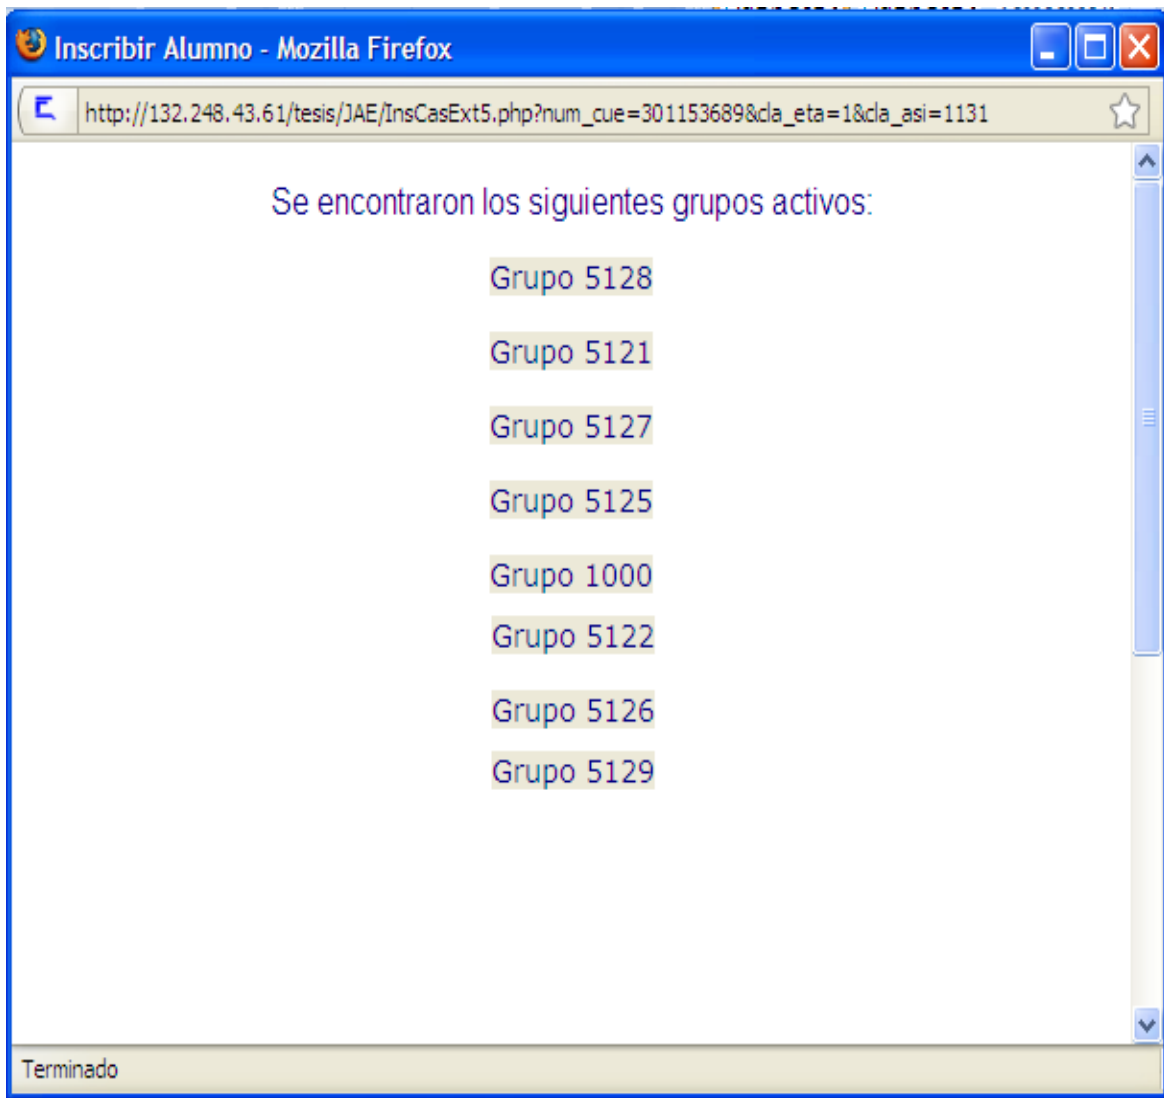 Inscribir Alumno - Mozilla Firefox
http://132.248.43.61/tesis/JAE/InsCasExt5.php?num_cue=301153689&cla_eta=1&cla_asi=1131
Se encontraron los siguientes grupos activos:
Grupo 5128
Grupo 5121
Grupo 5127
Grupo 5125
Grupo 1000
Grupo 5122
Grupo 5126
Grupo 5129
Terminado